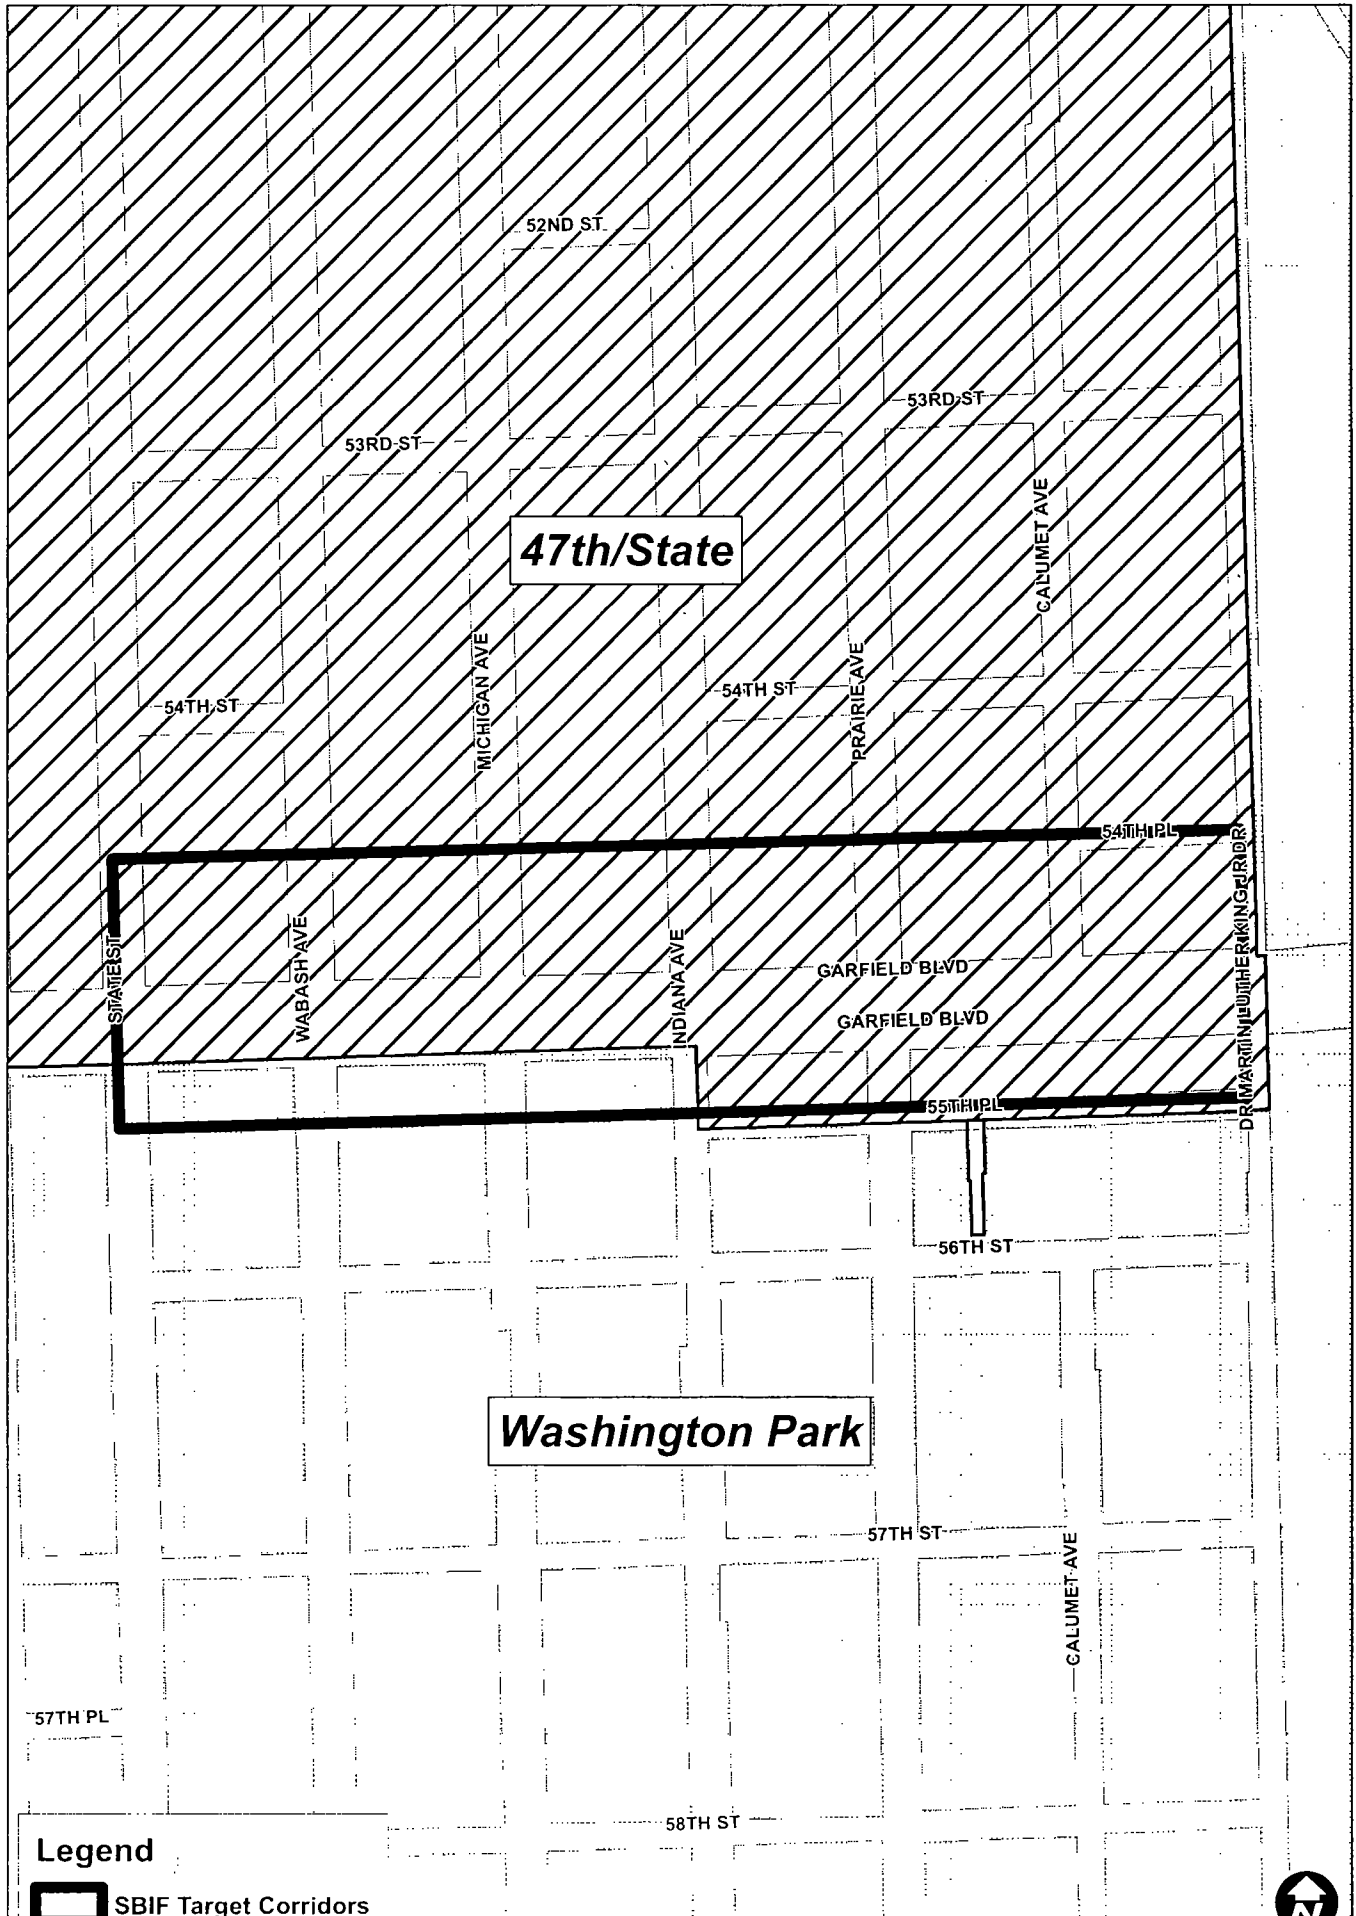 52ND ST
53RD ST
53RD ST
CALUMET AVE
47th/State
MICHIGAN AVE
PRAIRIE AVE
54TH ST
54TH ST
54TH PL
DR MARTIN LUTHER KING JR DR
STATE ST
WABASH AVE
INDIANA AVE
GARFIELD BLVD
GARFIELD BLVD
55TH PL
56TH ST
Washington Park
57TH ST
CALUMET AVE
57TH PL
58TH ST
Legend
SBIF Target Corridors
N